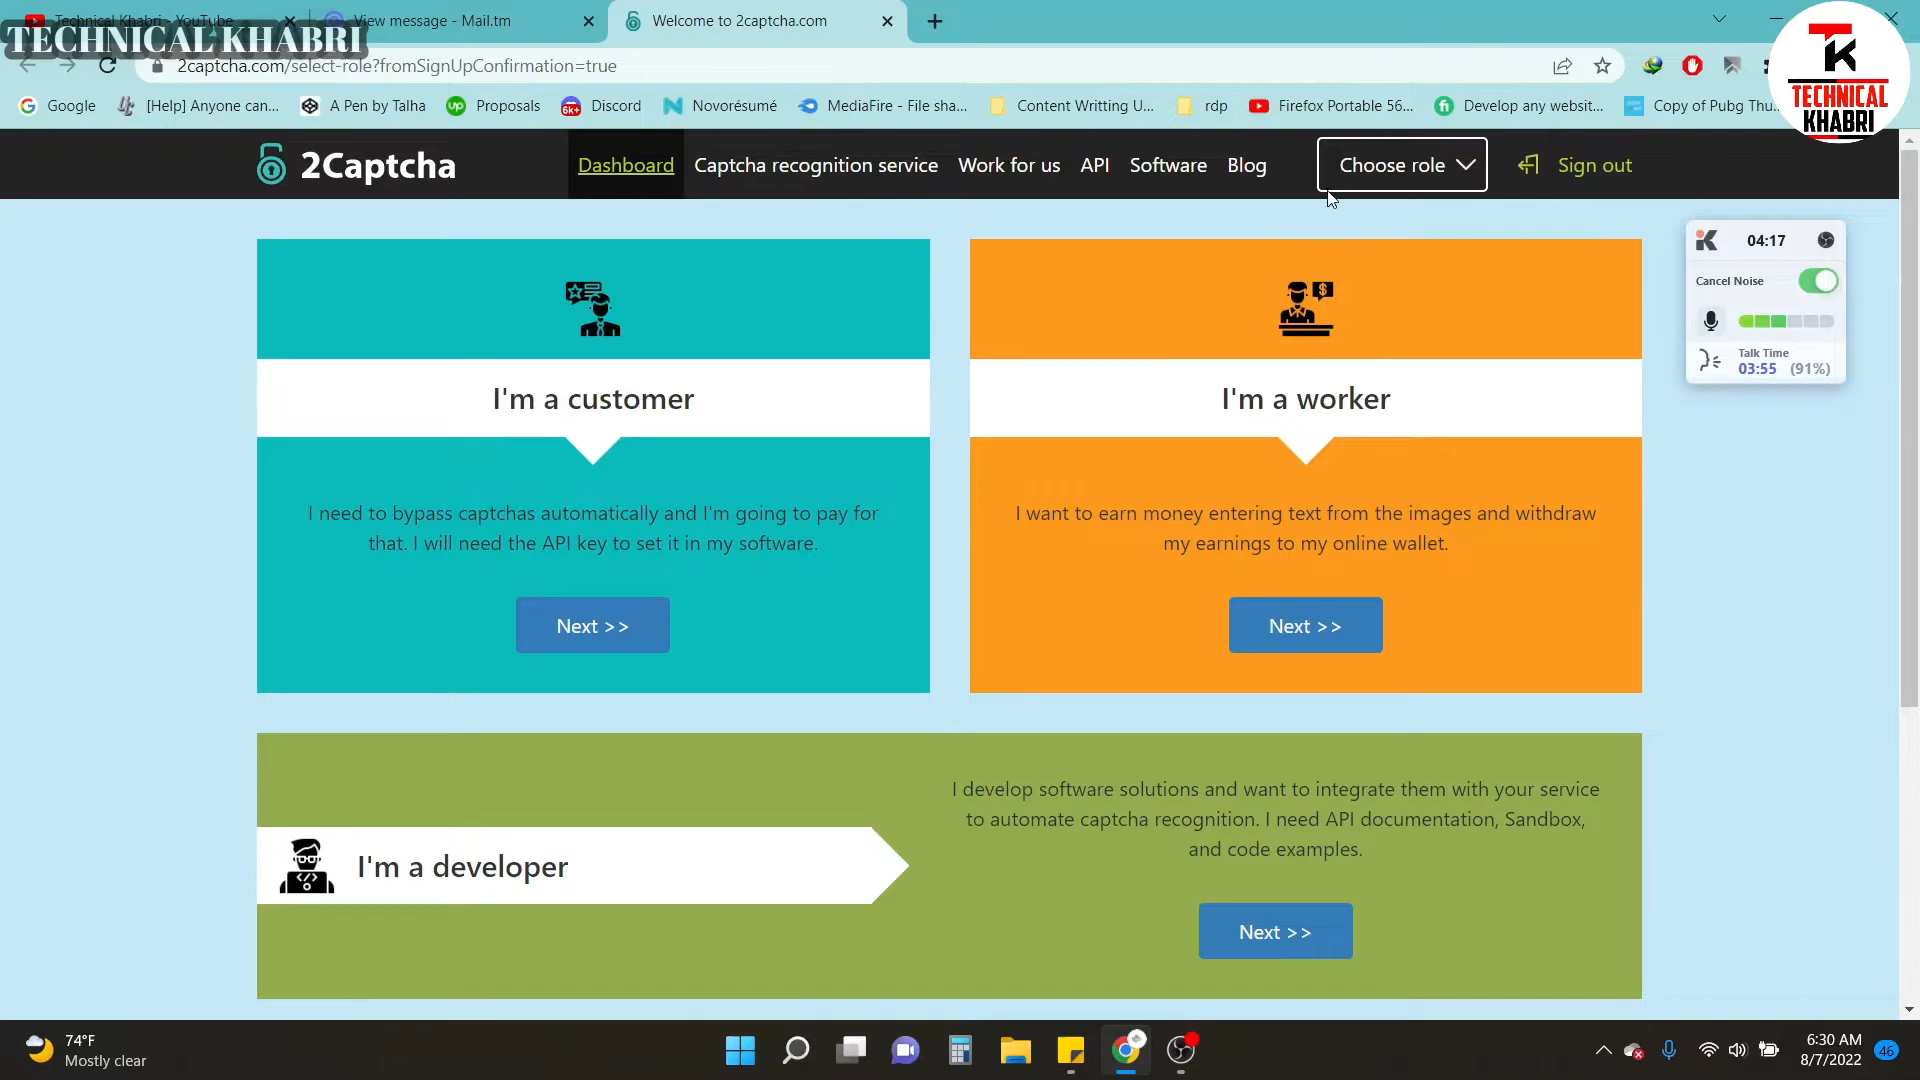 Technical Khabri - YouTube
View message - Mail.tm
Welcome to 2captcha.com
TECHNICAL KHABRI
2captcha.com/select-role?fromSignUpConfirmation=true
TK
TECHNICAL
KHABRI
Google
[Help] Anyone can...
A Pen by Talha
up
Proposals
6k+
Discord
Novorésumé
MediaFire - File sha...
Content Writting U...
rdp
Firefox Portable 56...
fi
Develop any websit...
Copy of Pubg Thu...
2Captcha
Dashboard
Captcha recognition service
Work for us
API
Software
Blog
Choose role
Sign out
04:17
Cancel Noise
Talk Time
03:55 (91%)
I'm a customer
I need to bypass captchas automatically and I'm going to pay for
that. I will need the API key to set it in my software.
Next >>
I'm a worker
I want to earn money entering text from the images and withdraw
my earnings to my online wallet.
Next >>
I'm a developer
I develop software solutions and want to integrate them with your service
to automate captcha recognition. I need API documentation, Sandbox,
and code examples.
Next >>
74°F
Mostly clear
6:30 AM
8/7/2022
46